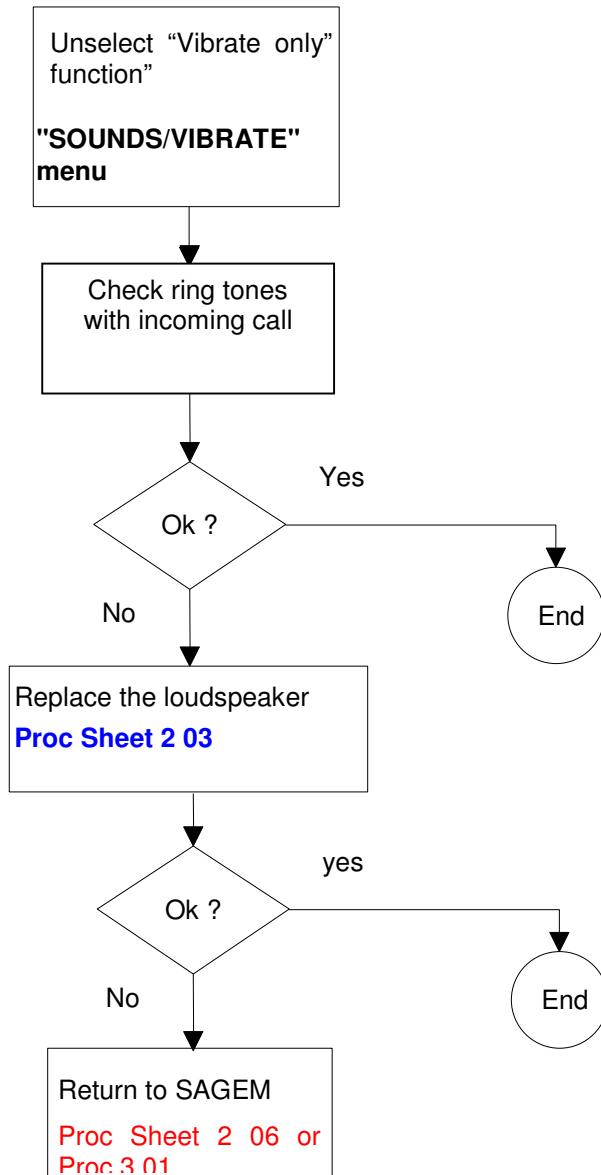 Unselect “Vibrate only”
function”
"SOUNDS/VIBRATE"
menu
Check ring tones
with incoming call
Yes
Ok ?
End
No
Replace the loudspeaker
Proc Sheet 2 03
yes
Ok ?
End
No
Return to SAGEM
Proc Sheet 2 06 or
Proc 3 01